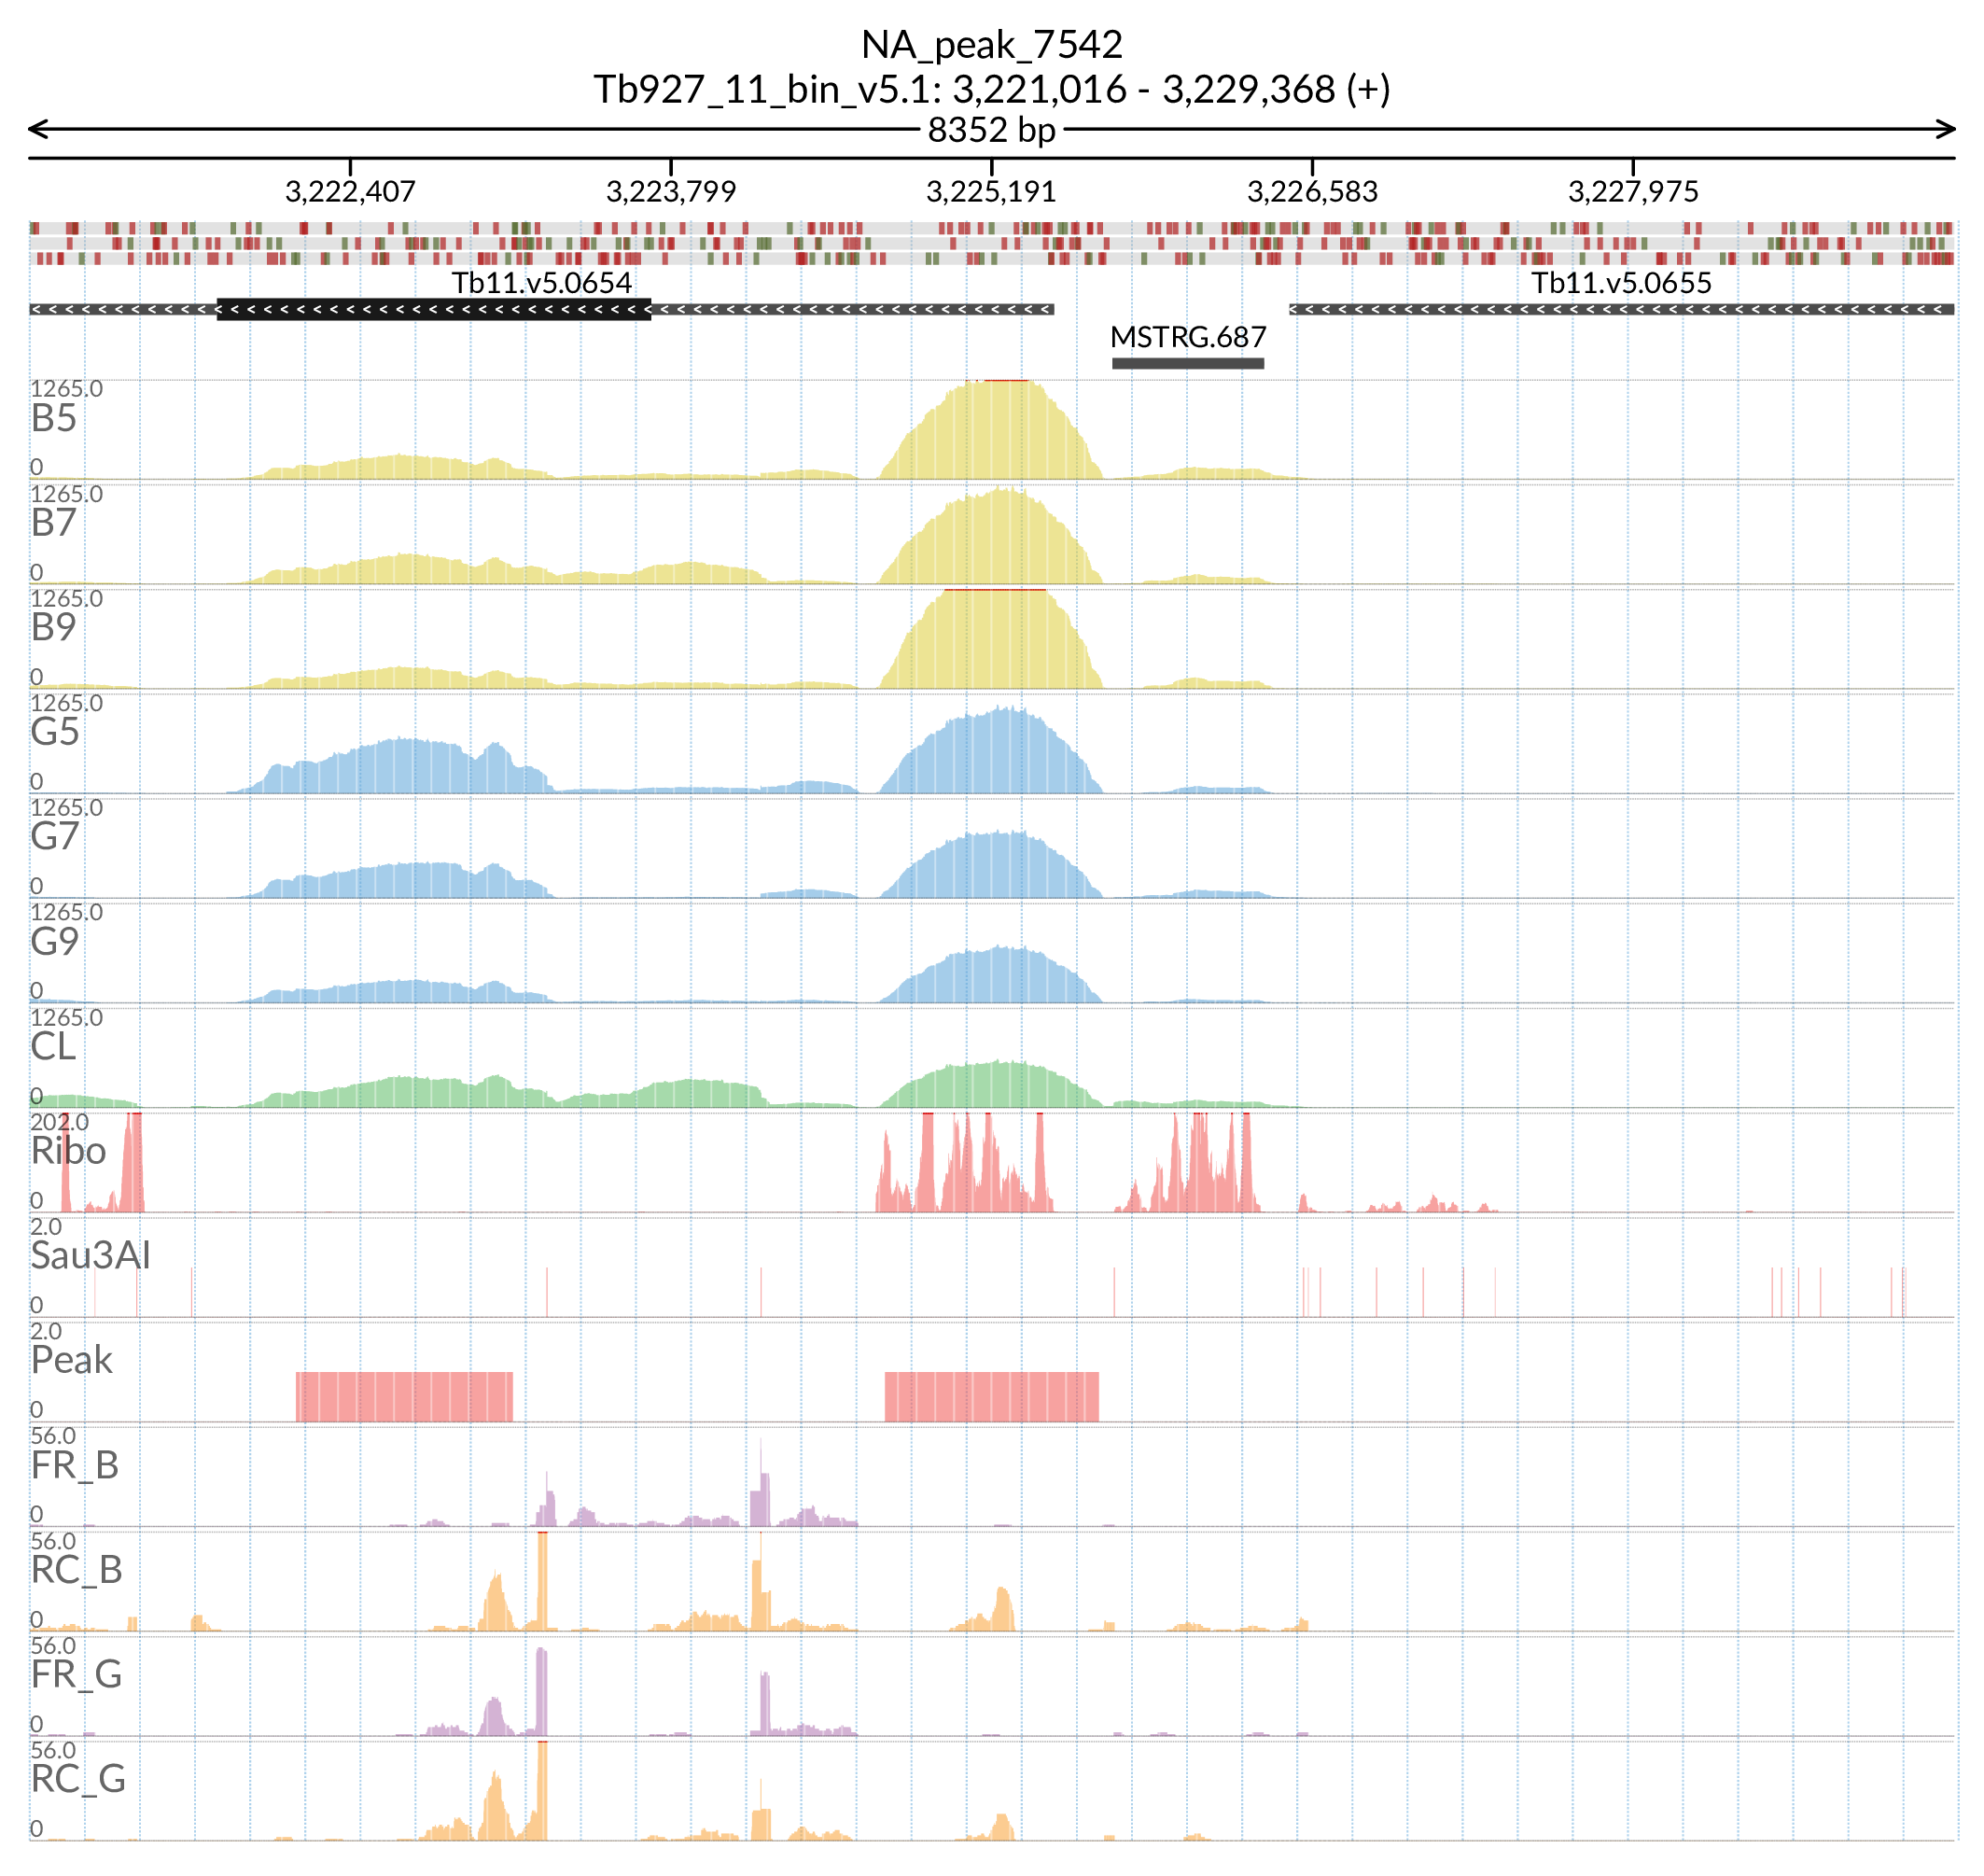 NA_peak_7542
Tb927_11_bin_v5.1: 3,221,016 - 3,229,368 (+)
8352 bp
3,222,407 3,223,799 3,225,191 3,226,583 3,227,975
Tb11.v5.0654 Tb11.v5.0655
MSTRG.687
1265.0
B5
0
1265.0
B7
0
1265.0
B9
0
1265.0
G5
0
1265.0
G7
0
1265.0
G9
0
1265.0
CL
0
202.0
Ribo
0
2.0
Sau3AI
0
2.0
Peak
0
56.0
FR_B
0
56.0
RC_B
0
56.0
FR_G
0
56.0
RC_G
0